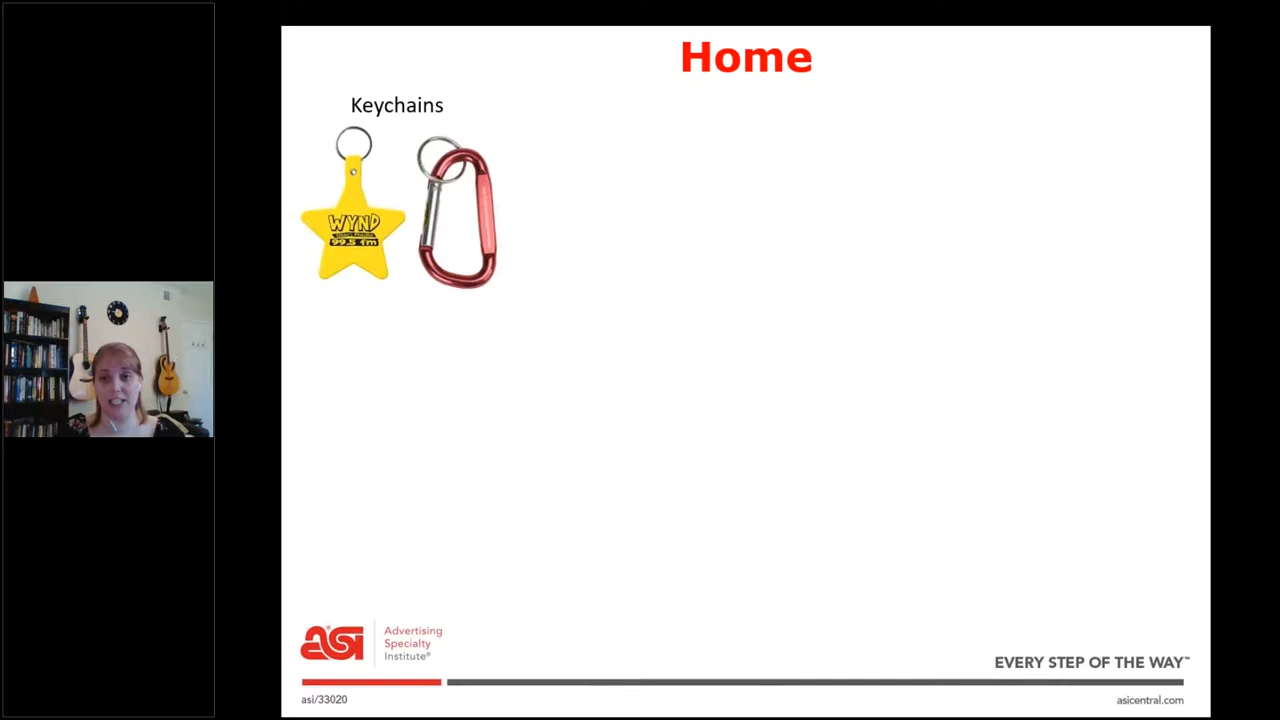 Home
Keychains
WYND
99.5 fm
asi
Advertising
Specialty
Institute®
EVERY STEP OF THE WAY™
asi/33020
asicentral.com